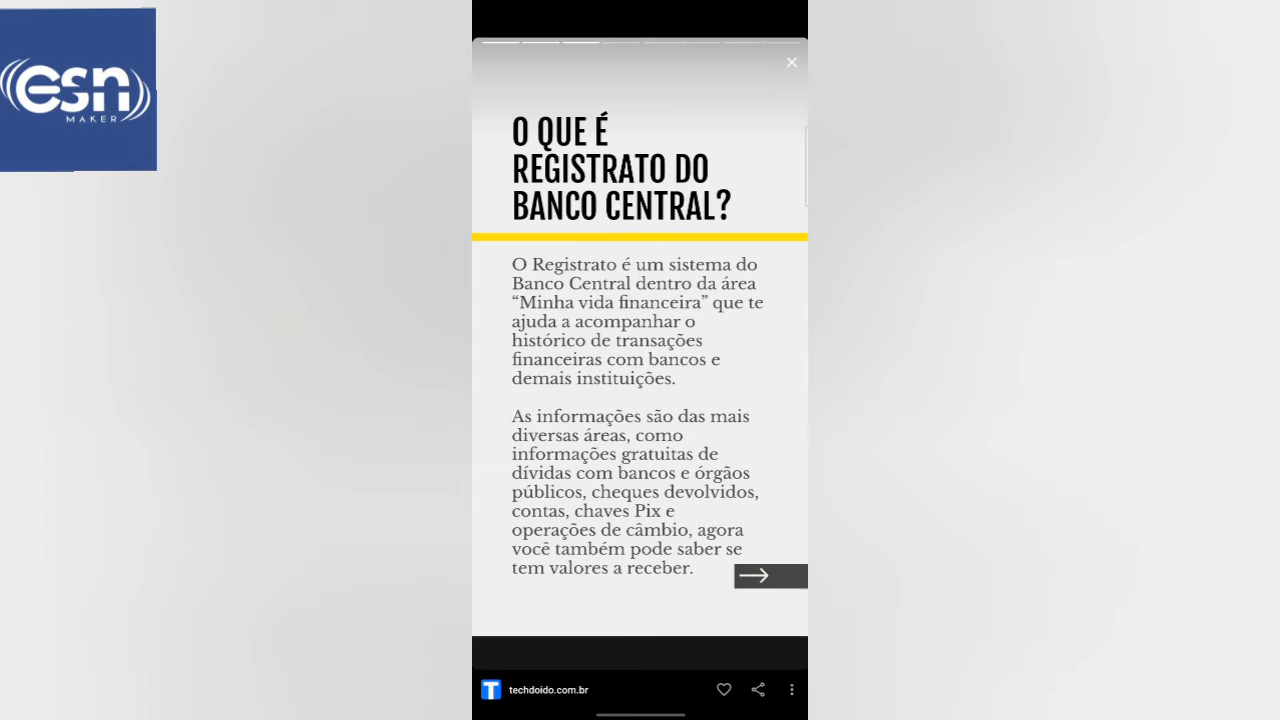 esn
MAKER
O QUE É
REGISTRATO DO
BANCO CENTRAL?
O Registrato é um sistema do
Banco Central dentro da área
“Minha vida financeira” que te
ajuda a acompanhar o
histórico de transações
financeiras com bancos e
demais instituições.
As informações são das mais
diversas áreas, como
informações gratuitas de
dívidas com bancos e órgãos
públicos, cheques devolvidos,
contas, chaves Pix e
operações de câmbio, agora
você também pode saber se
tem valores a receber.
T techdoido.com.br